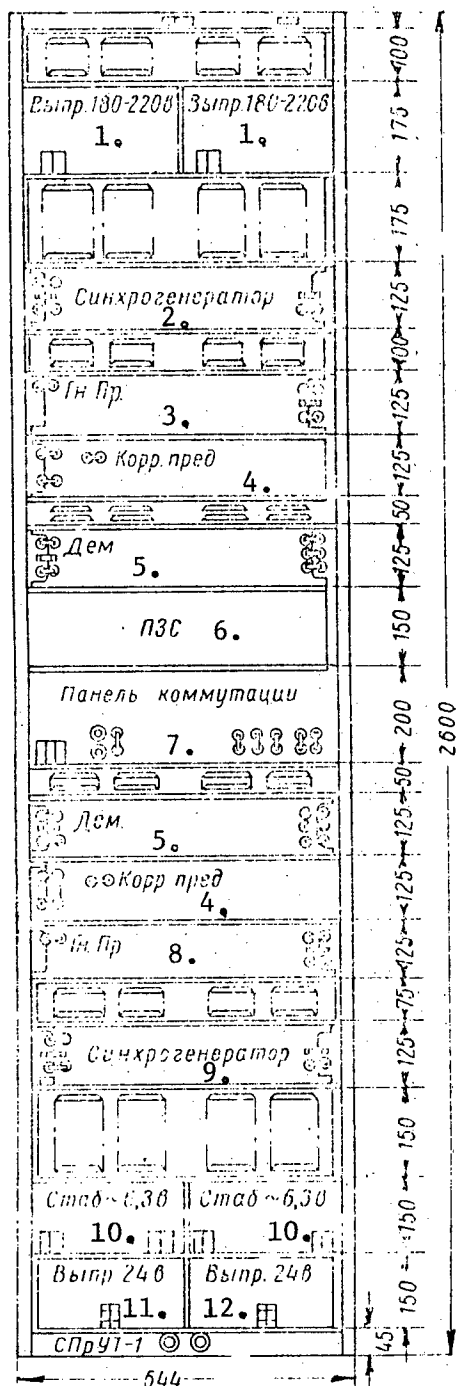 100
Выпр.180-220в Выпр.180-220в
1. 1.
175
175
Синхрогенератор
2.
125
100
Гн Пр.
3.
125
Корр. пред
4.
125
50
Дем
5.
125
ПЗС 6.
150
Панель коммутации
7.
200
2600
50
Дем.
5.
125
Корр пред
4.
125
Гн. Пр
8.
125
75
Синхрогенератор
9.
125
150
Стаб ~ 6,3в Стаб ~ 6,3в
10. 10.
150
Выпр 24в Выпр. 24в
11. 12.
150
СПрУТ-1
45
644